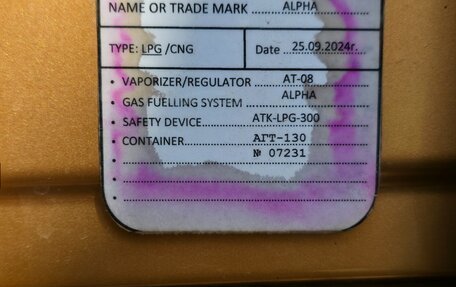 NAME OR TRADE MARK ALPHA
TYPE: LPG /CNG Date 25.09.2024г.
• VAPORIZER/REGULATOR AT-08
• GAS FUELLING SYSTEM ALPHA
• SAFETY DEVICE ATK-LPG-300
• CONTAINER АГТ-130
№ 07231